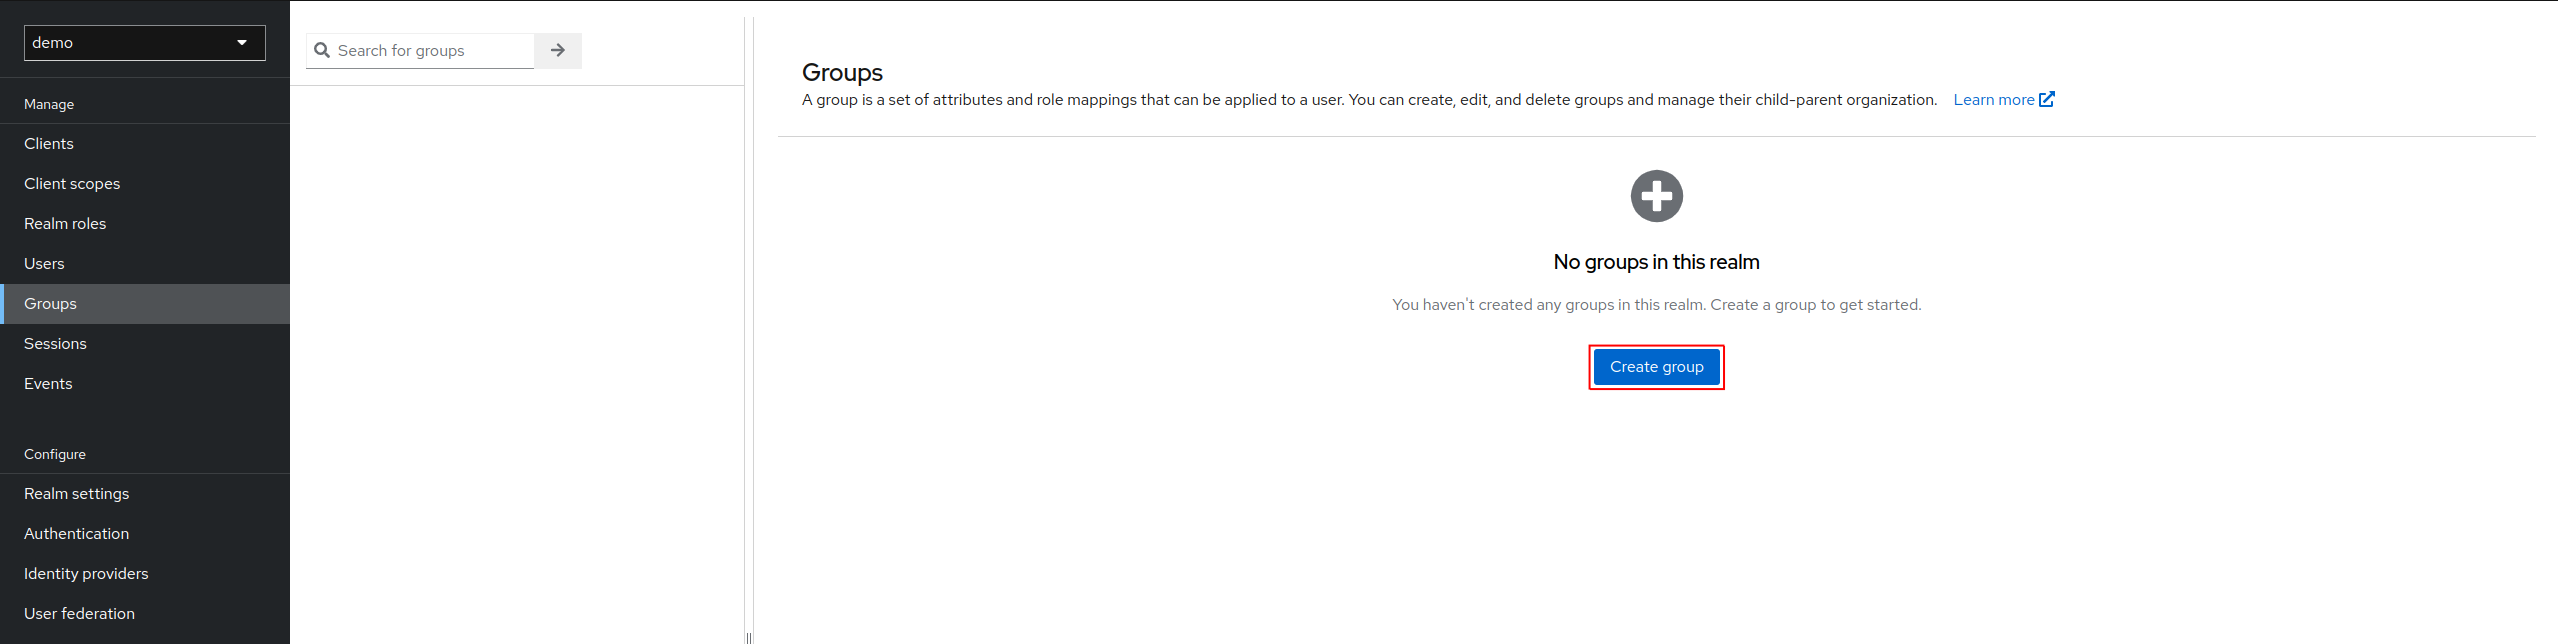 demo
Manage
Clients
Client scopes
Realm roles
Users
Groups
Sessions
Events
Configure
Realm settings
Authentication
Identity providers
User federation
Search for groups
Groups
A group is a set of attributes and role mappings that can be applied to a user. You can create, edit, and delete groups and manage their child-parent organization. Learn more
No groups in this realm
You haven't created any groups in this realm. Create a group to get started.
Create group